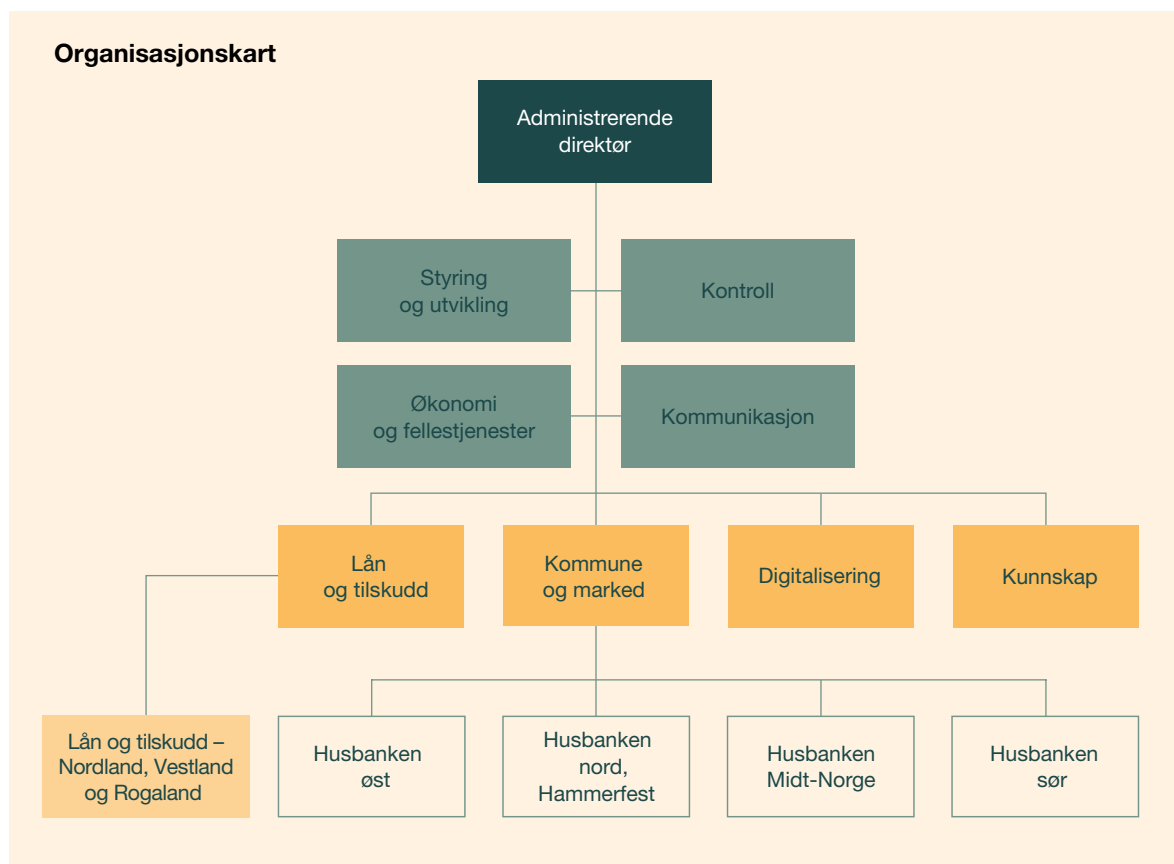 Organisasjonskart
Administrerende
direktør
Styring
og utvikling
Kontroll
Økonomi
og fellestjenester
Kommunikasjon
Lån
og tilskudd
Kommune
og marked
Digitalisering
Kunnskap
Lån og tilskudd –
Nordland, Vestland
og Rogaland
Husbanken
øst
Husbanken
nord,
Hammerfest
Husbanken
Midt-Norge
Husbanken
sør